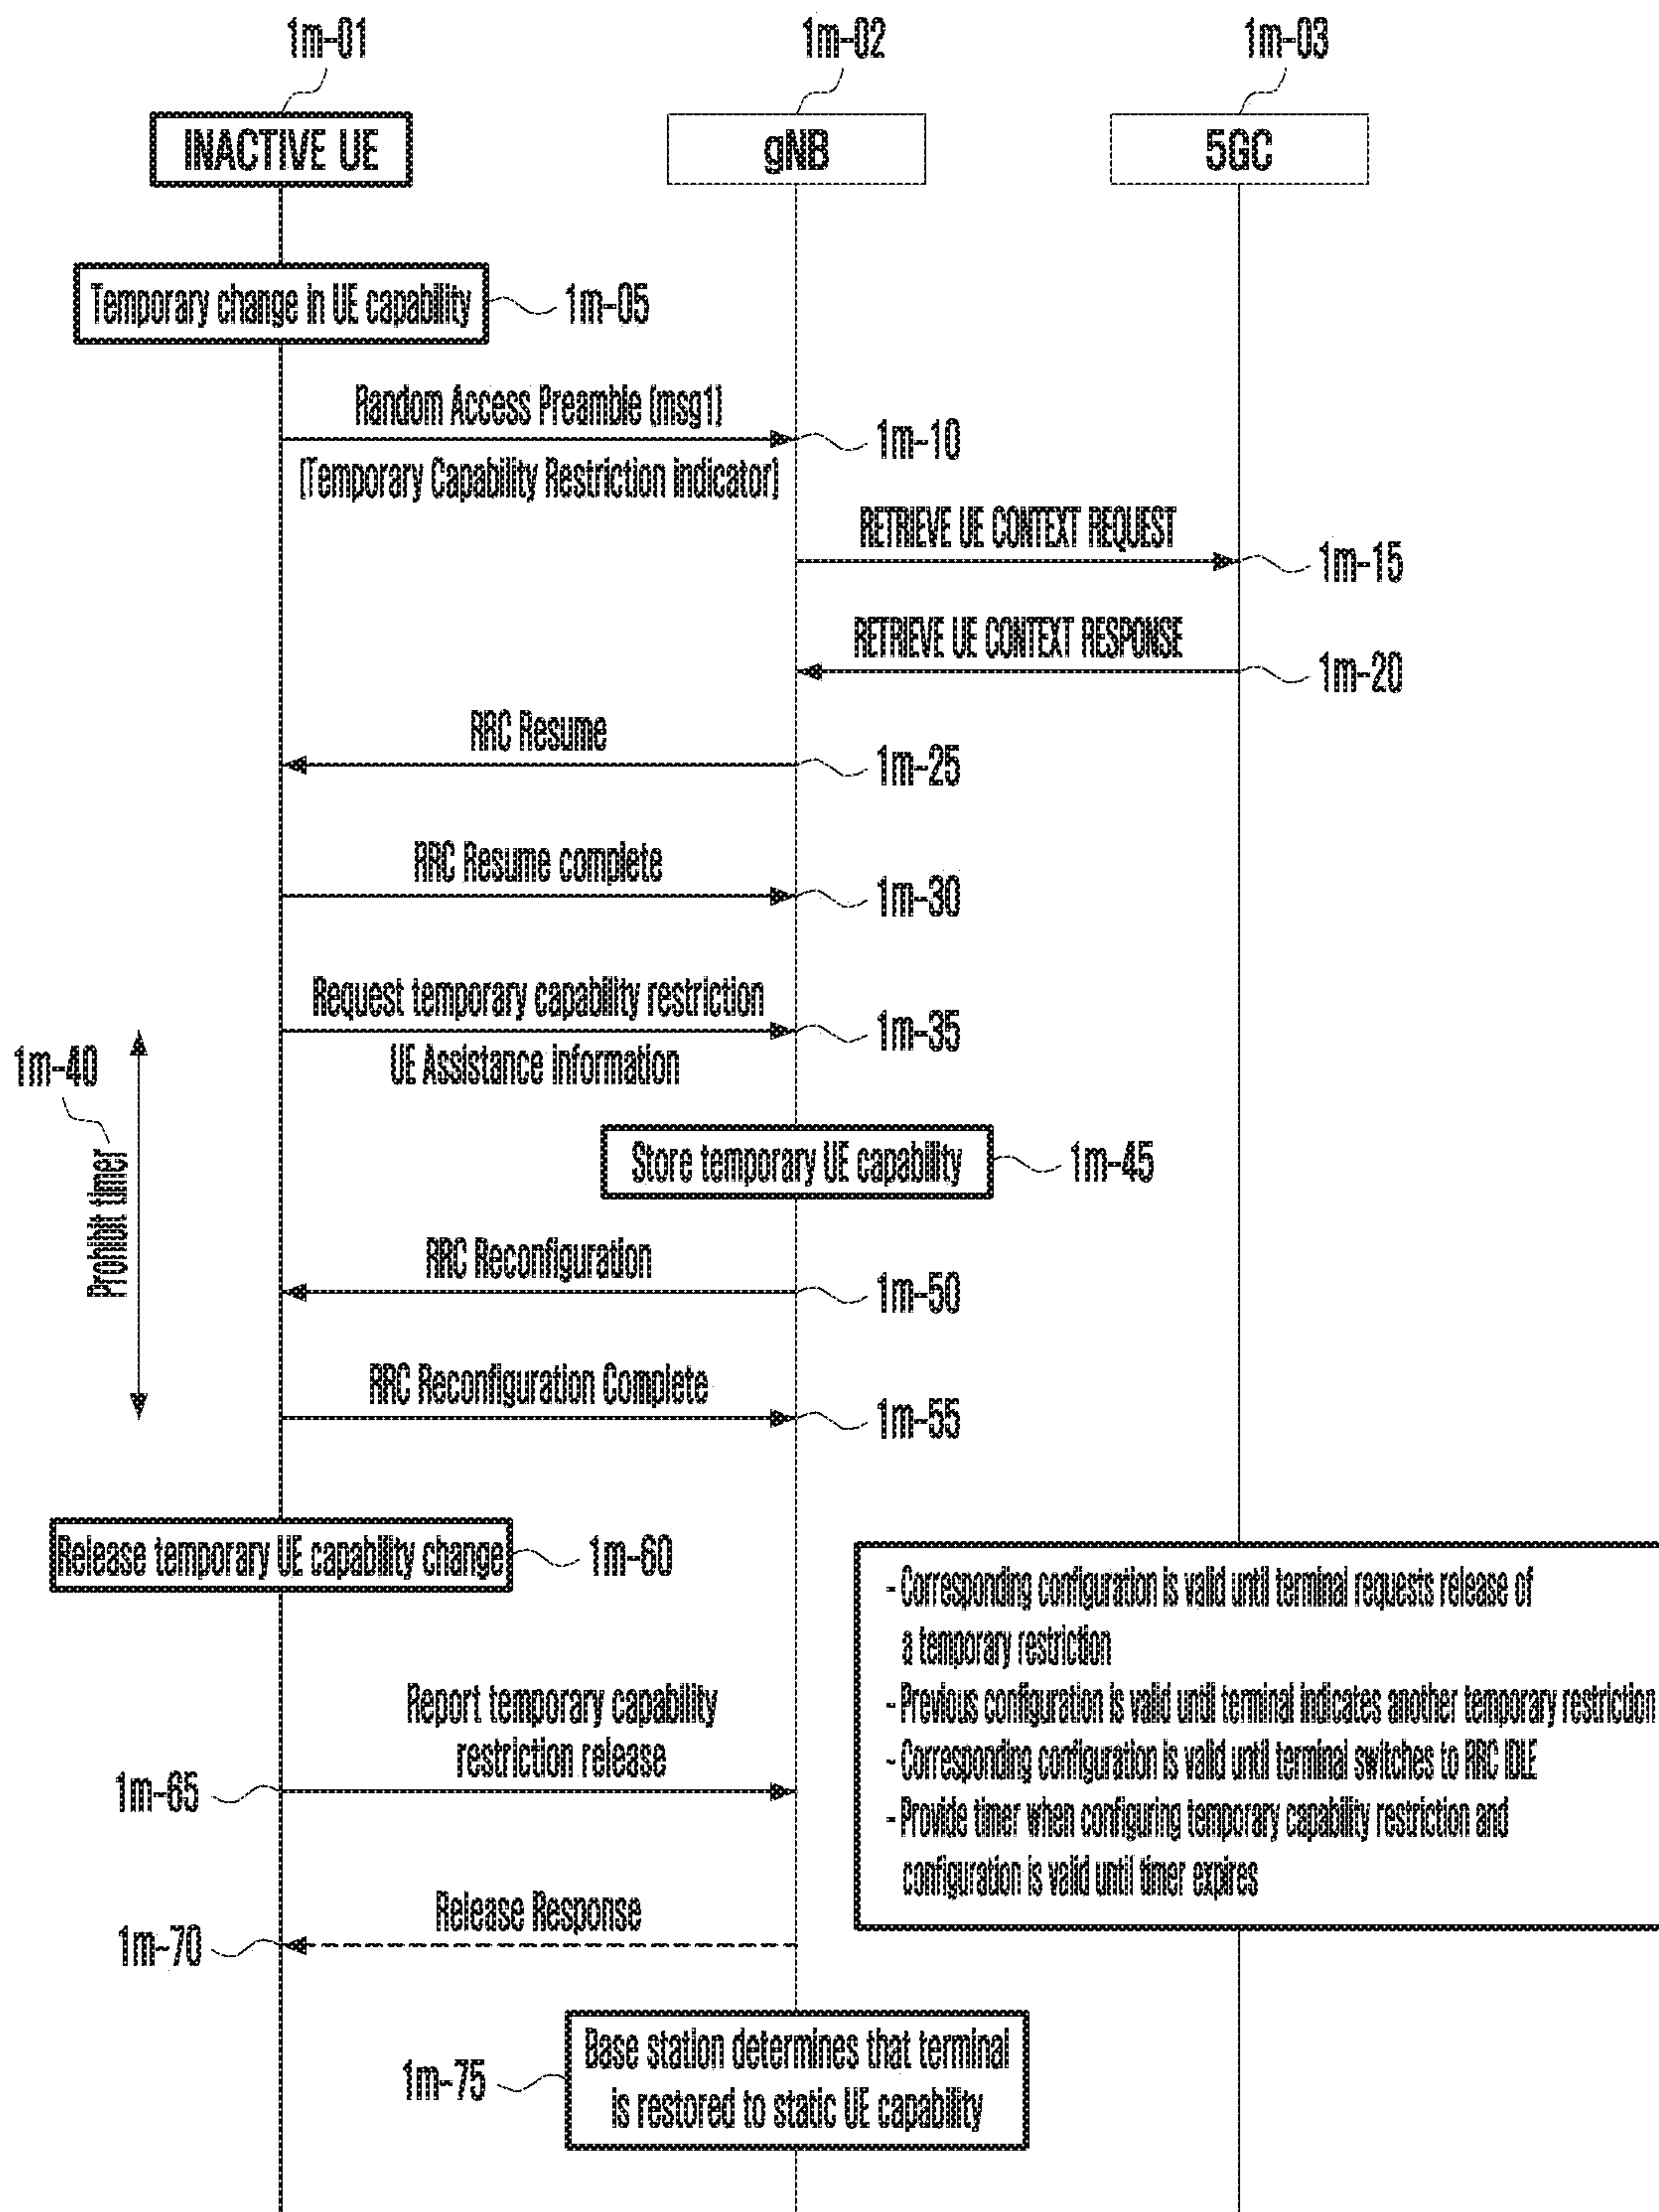 1m-01
1m-02
1m-03
INACTIVE UE
gNB
5GC
Temporary change in UE capability
1m-05
Random Access Preamble (msg1)
1m-10
(Temporary Capability Restriction indicator)
RETRIEVE UE CONTEXT REQUEST
1m-15
RETRIEVE UE CONTEXT RESPONSE
1m-20
RRC Resume
1m-25
RRC Resume complete
1m-30
Request temporary capability restriction
1m-35
UE Assistance information
1m-40
Prohibit timer
Store temporary UE capability
1m-45
RRC Reconfiguration
1m-50
RRC Reconfiguration Complete
1m-55
Release temporary UE capability change
1m-60
- Corresponding configuration is valid until terminal requests release of
a temporary restriction
- Previous configuration is valid until terminal indicates another temporary restriction
- Corresponding configuration is valid until terminal switches to RRC IDLE
- Provide timer when configuring temporary capability restriction and
configuration is valid until timer expires
Report temporary capability
restriction release
1m-65
Release Response
1m-70
Base station determines that terminal
is restored to static UE capability
1m-75